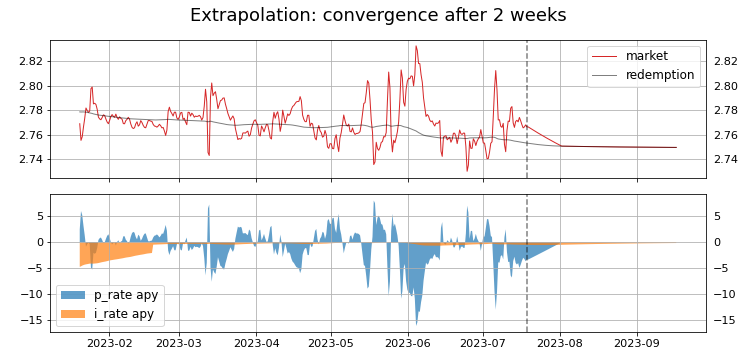 Extrapolation: convergence after 2 weeks
2.82 2.82
2.80 2.80
2.78 2.78
2.76 2.76
2.74 2.74
market
redemption
5 5
0 0
−5 −5
−10 −10
−15 −15
p_rate apy
i_rate apy
2023-02 2023-03 2023-04 2023-05 2023-06 2023-07 2023-08 2023-09